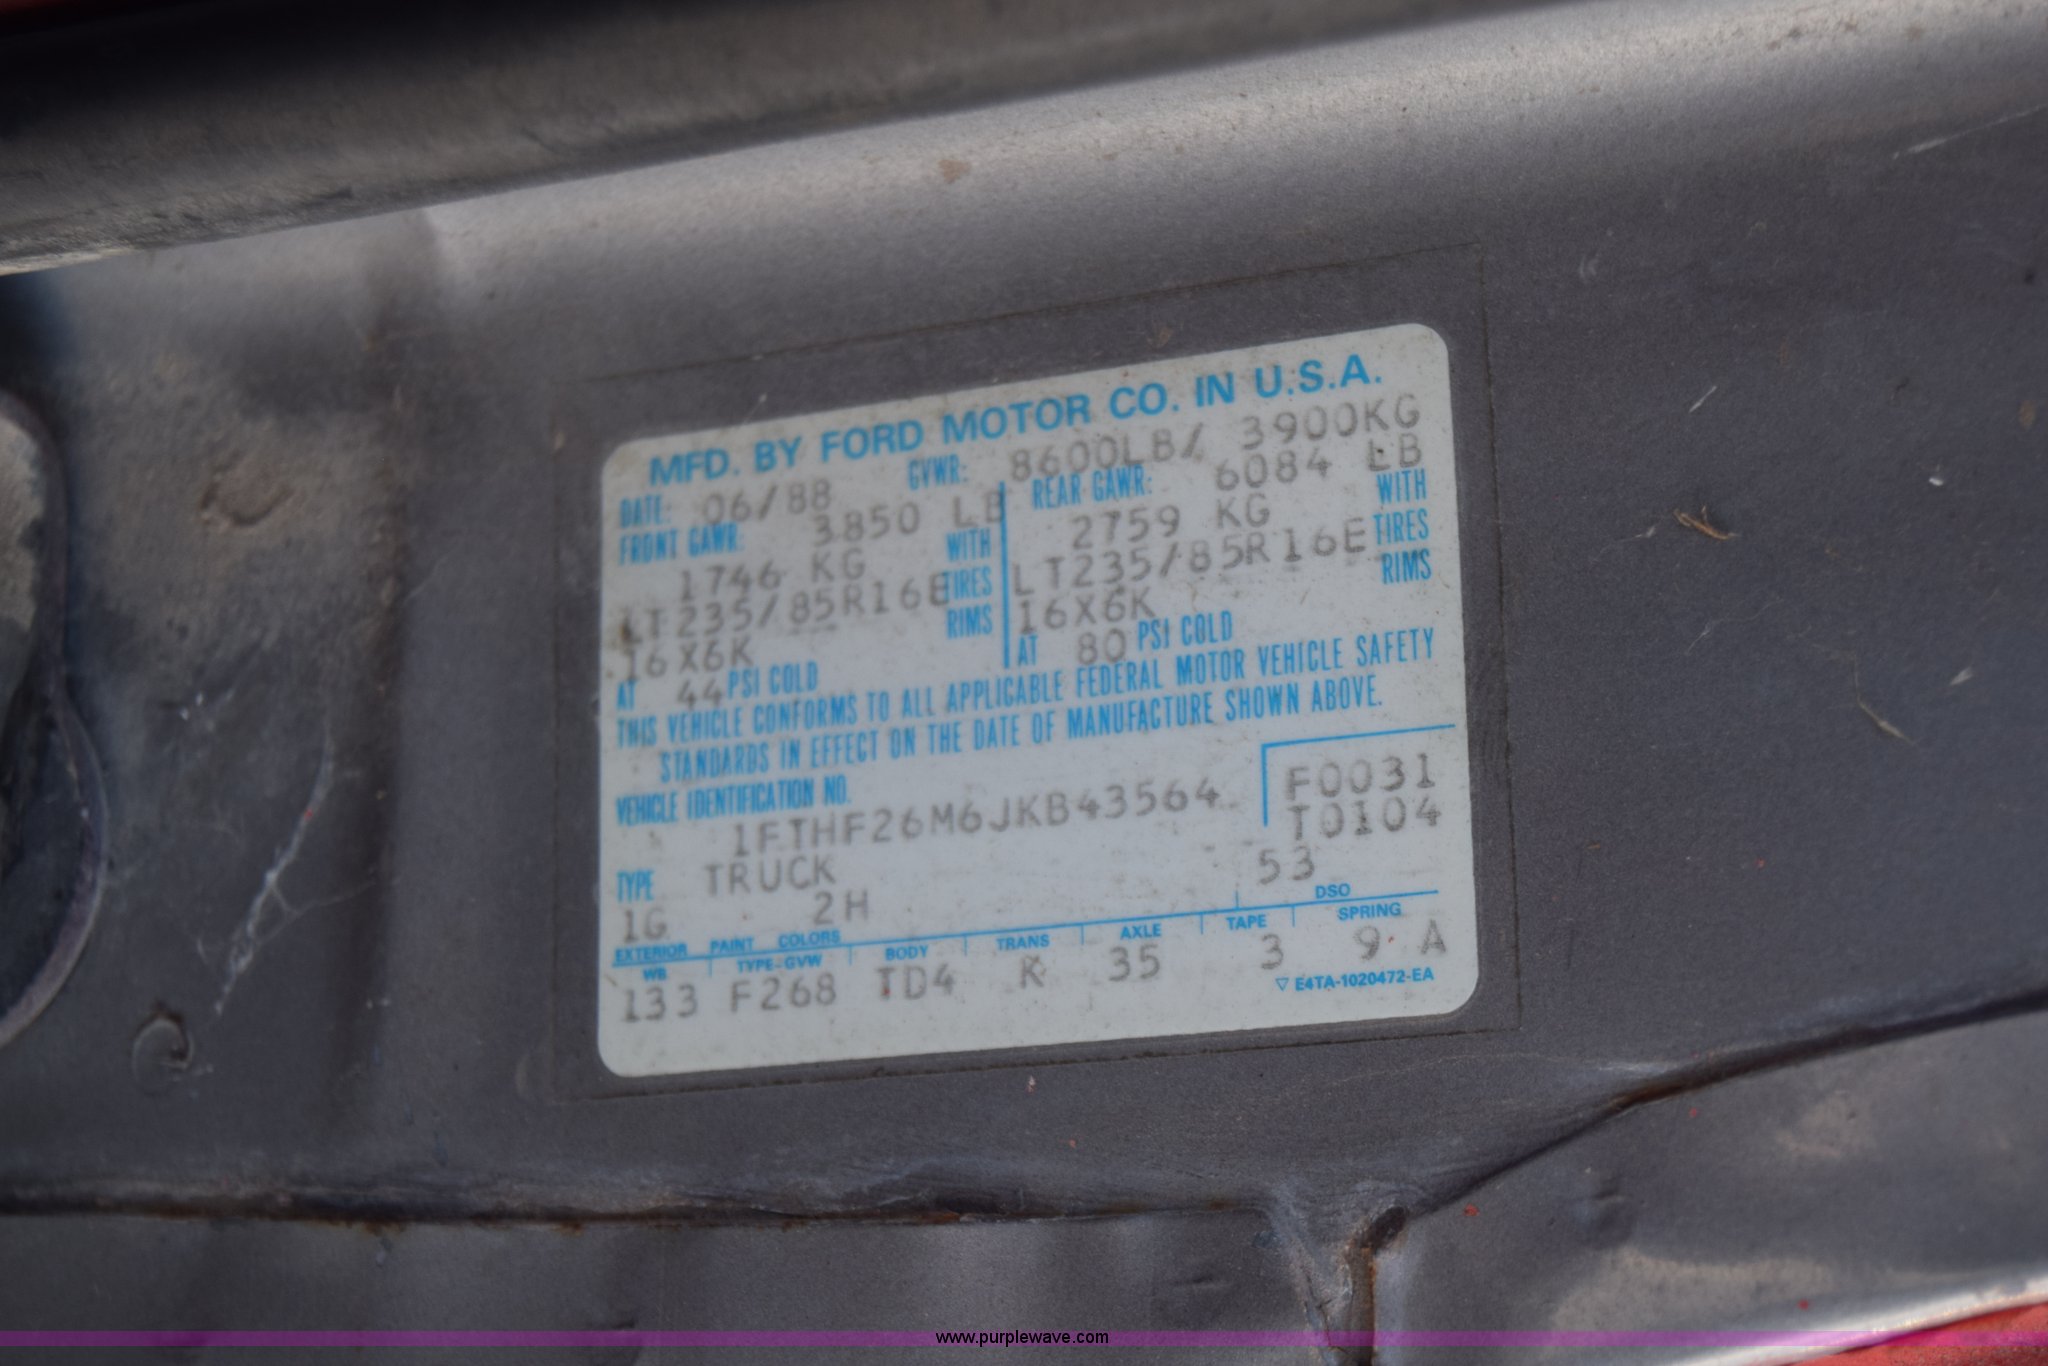 MFD. BY FORD MOTOR CO. IN U.S.A.
DATE: 06/88 GVWR: 8600LB/ 3900KG
FRONT GAWR: 3850 LB REAR GAWR: 6084 LB
1746 KG WITH 2759 KG WITH
LT235/85R16E TIRES LT235/85R16E TIRES
16X6K RIMS 16X6K RIMS
AT 44 PSI COLD AT 80 PSI COLD
THIS VEHICLE CONFORMS TO ALL APPLICABLE FEDERAL MOTOR VEHICLE SAFETY
STANDARDS IN EFFECT ON THE DATE OF MANUFACTURE SHOWN ABOVE.
VEHICLE IDENTIFICATION NO. F0031
1FTHF26M6JKB43564 T0104
TYPE TRUCK 53
1G 2H DSO
EXTERIOR PAINT COLORS
WB TYPE-GVW BODY TRANS AXLE TAPE SPRING
133 F268 TD4 K 35 3 9 A
▽ E4TA-1020472-EA
www.purplewave.com